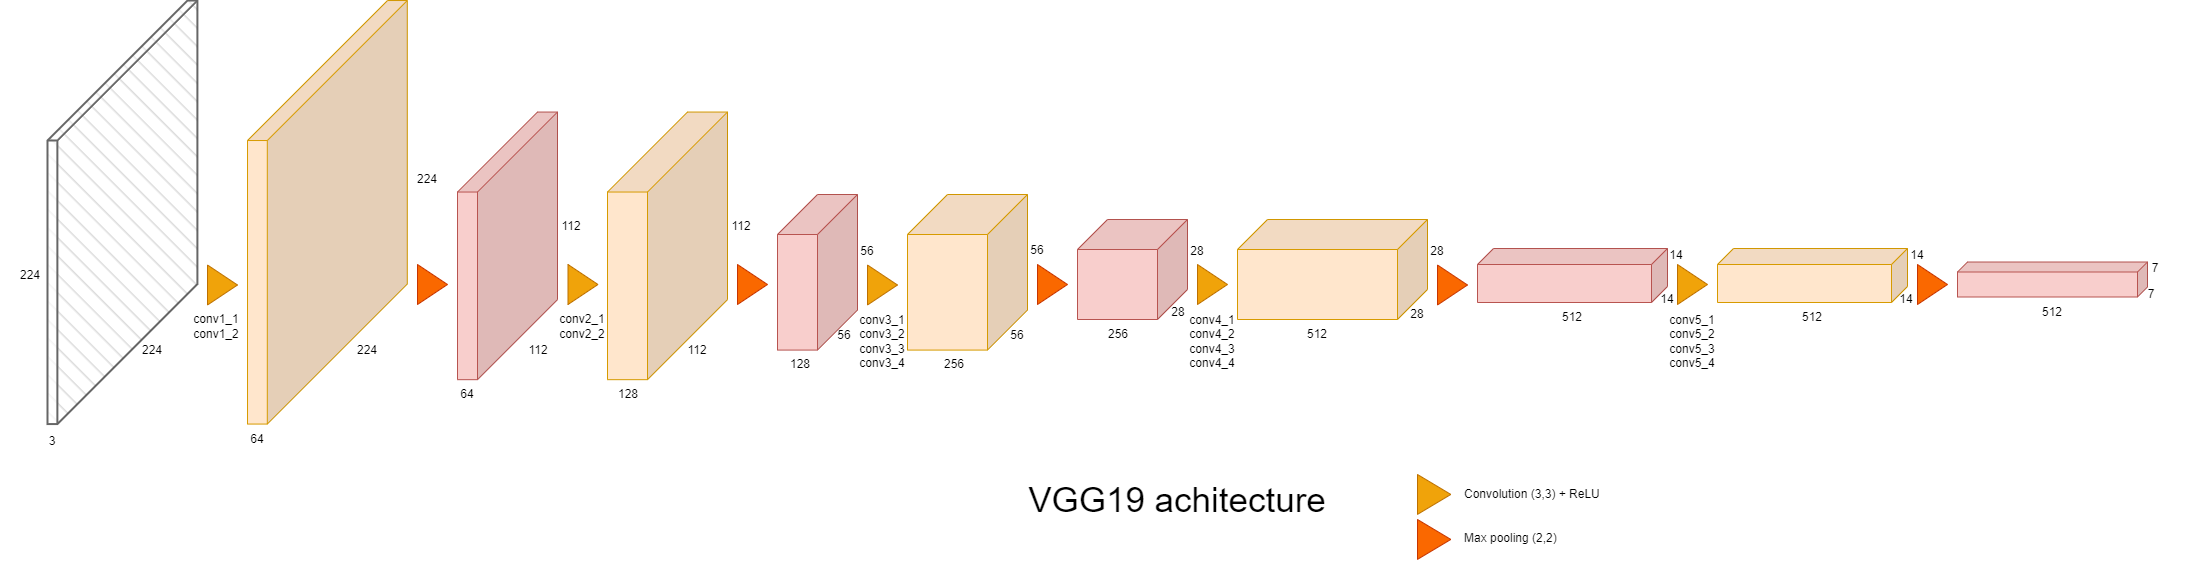 224
224
3
conv1_1
conv1_2
224
224
64
112
112
64
conv2_1
conv2_2
112
112
128
56
56
128
conv3_1
conv3_2
conv3_3
conv3_4
56
56
256
28
28
256
conv4_1
conv4_2
conv4_3
conv4_4
28
28
512
14
14
512
conv5_1
conv5_2
conv5_3
conv5_4
14
14
512
7
7
512
VGG19 achitecture
Convolution (3,3) + ReLU
Max pooling (2,2)